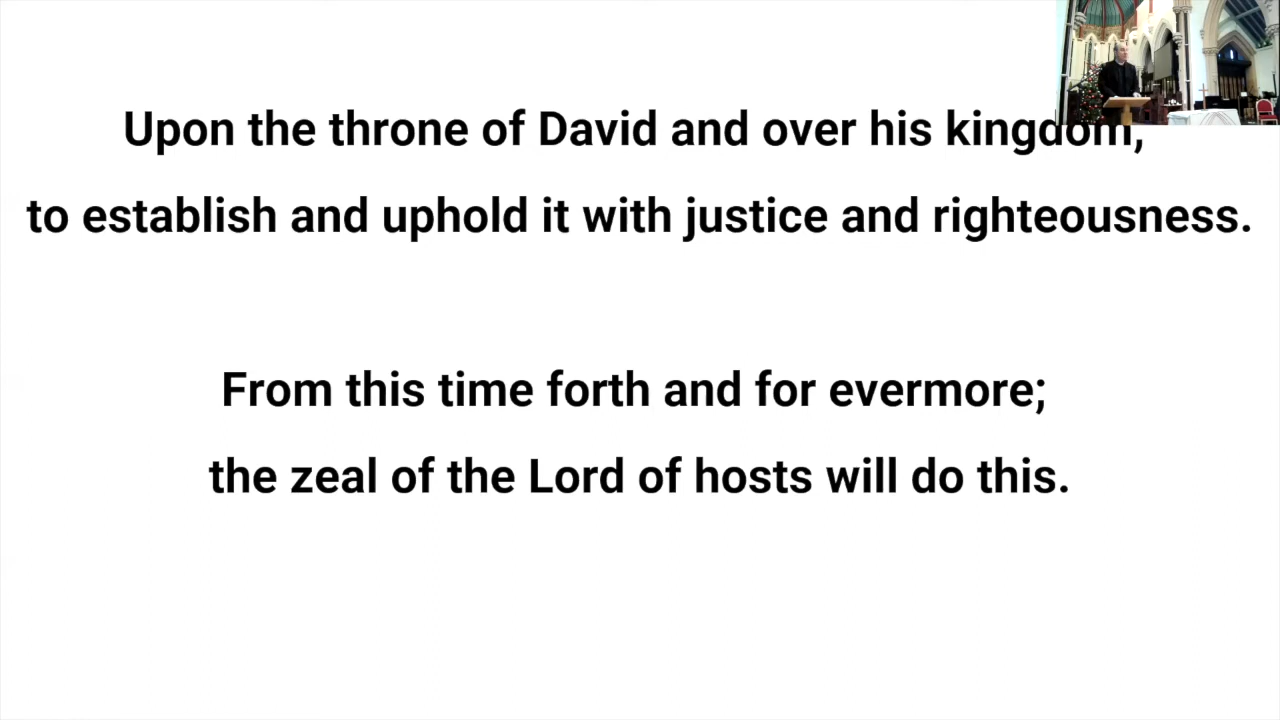 Upon the throne of David and over his kingdom,
to establish and uphold it with justice and righteousness.
From this time forth and for evermore;
the zeal of the Lord of hosts will do this.